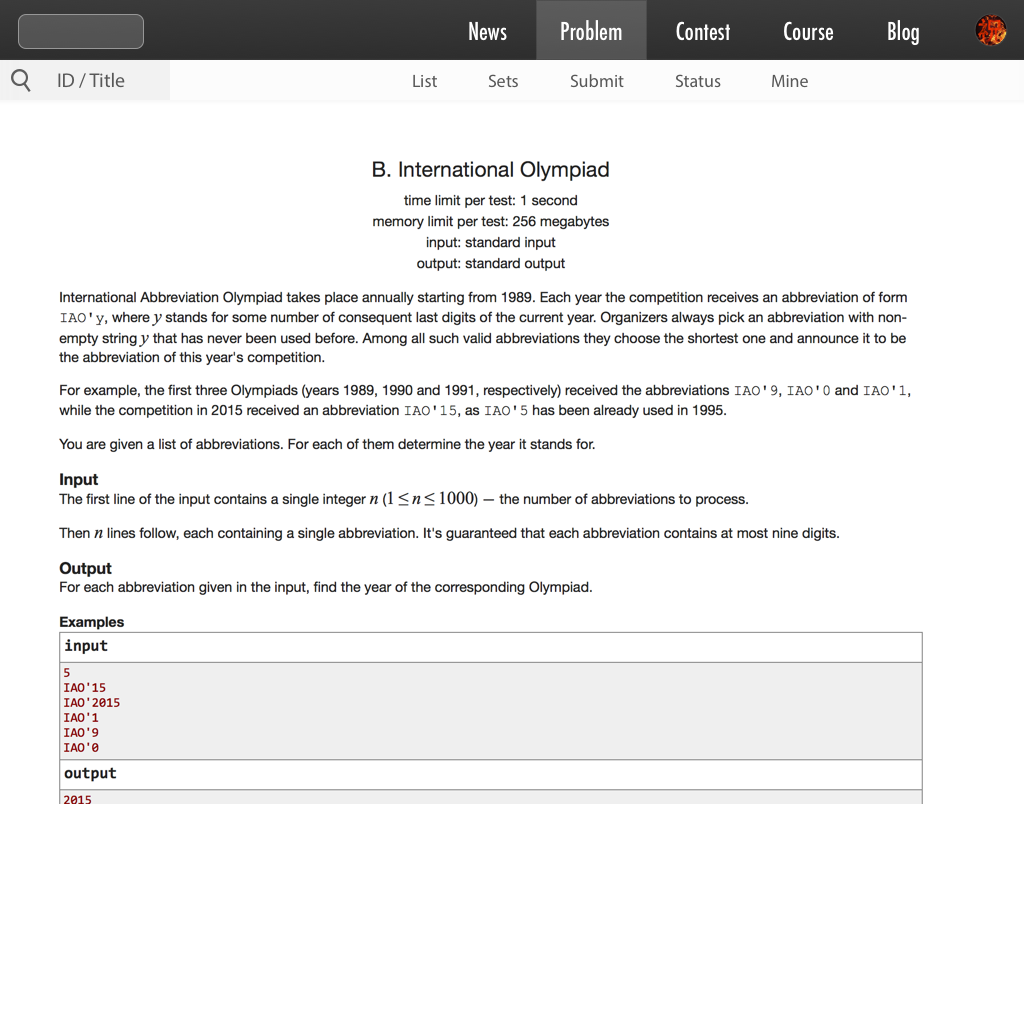 News Problem Contest Course Blog
ID / Title List Sets Submit Status Mine
B. International Olympiad
time limit per test: 1 second
memory limit per test: 256 megabytes
input: standard input
output: standard output
International Abbreviation Olympiad takes place annually starting from 1989. Each year the competition receives an abbreviation of form
IAO'y, where y stands for some number of consequent last digits of the current year. Organizers always pick an abbreviation with non-
empty string y that has never been used before. Among all such valid abbreviations they choose the shortest one and announce it to be
the abbreviation of this year's competition.
For example, the first three Olympiads (years 1989, 1990 and 1991, respectively) received the abbreviations IAO'9, IAO'0 and IAO'1,
while the competition in 2015 received an abbreviation IAO'15, as IAO'5 has been already used in 1995.
You are given a list of abbreviations. For each of them determine the year it stands for.
Input
The first line of the input contains a single integer n (1 ≤ n ≤ 1000) — the number of abbreviations to process.
Then n lines follow, each containing a single abbreviation. It's guaranteed that each abbreviation contains at most nine digits.
Output
For each abbreviation given in the input, find the year of the corresponding Olympiad.
Examples
input
5
IAO'15
IAO'2015
IAO'1
IAO'9
IAO'0
output
2015